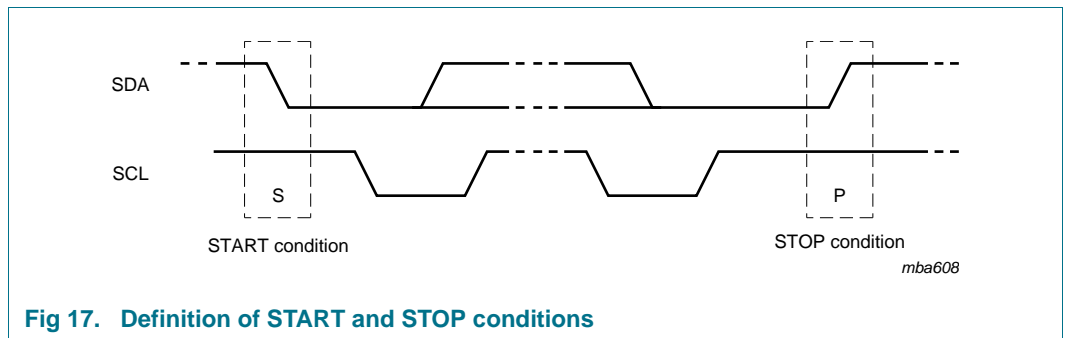 SDA
SCL
S
P
START condition
STOP condition
mba608
Fig 17. Definition of START and STOP conditions